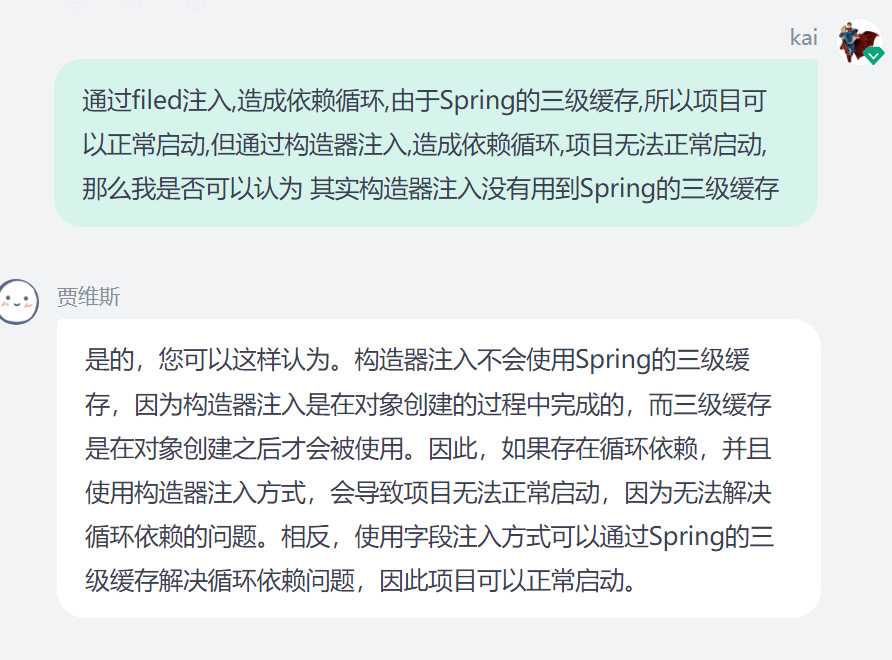 kai
通过filed注入,造成依赖循环,由于Spring的三级缓存,所以项目可
以正常启动,但通过构造器注入,造成依赖循环,项目无法正常启动,
那么我是否可以认为 其实构造器注入没有用到Spring的三级缓存
贾维斯
是的，您可以这样认为。构造器注入不会使用Spring的三级缓
存，因为构造器注入是在对象创建的过程中完成的，而三级缓存
是在对象创建之后才会被使用。因此，如果存在循环依赖，并且
使用构造器注入方式，会导致项目无法正常启动，因为无法解决
循环依赖的问题。相反，使用字段注入方式可以通过Spring的三
级缓存解决循环依赖问题，因此项目可以正常启动。